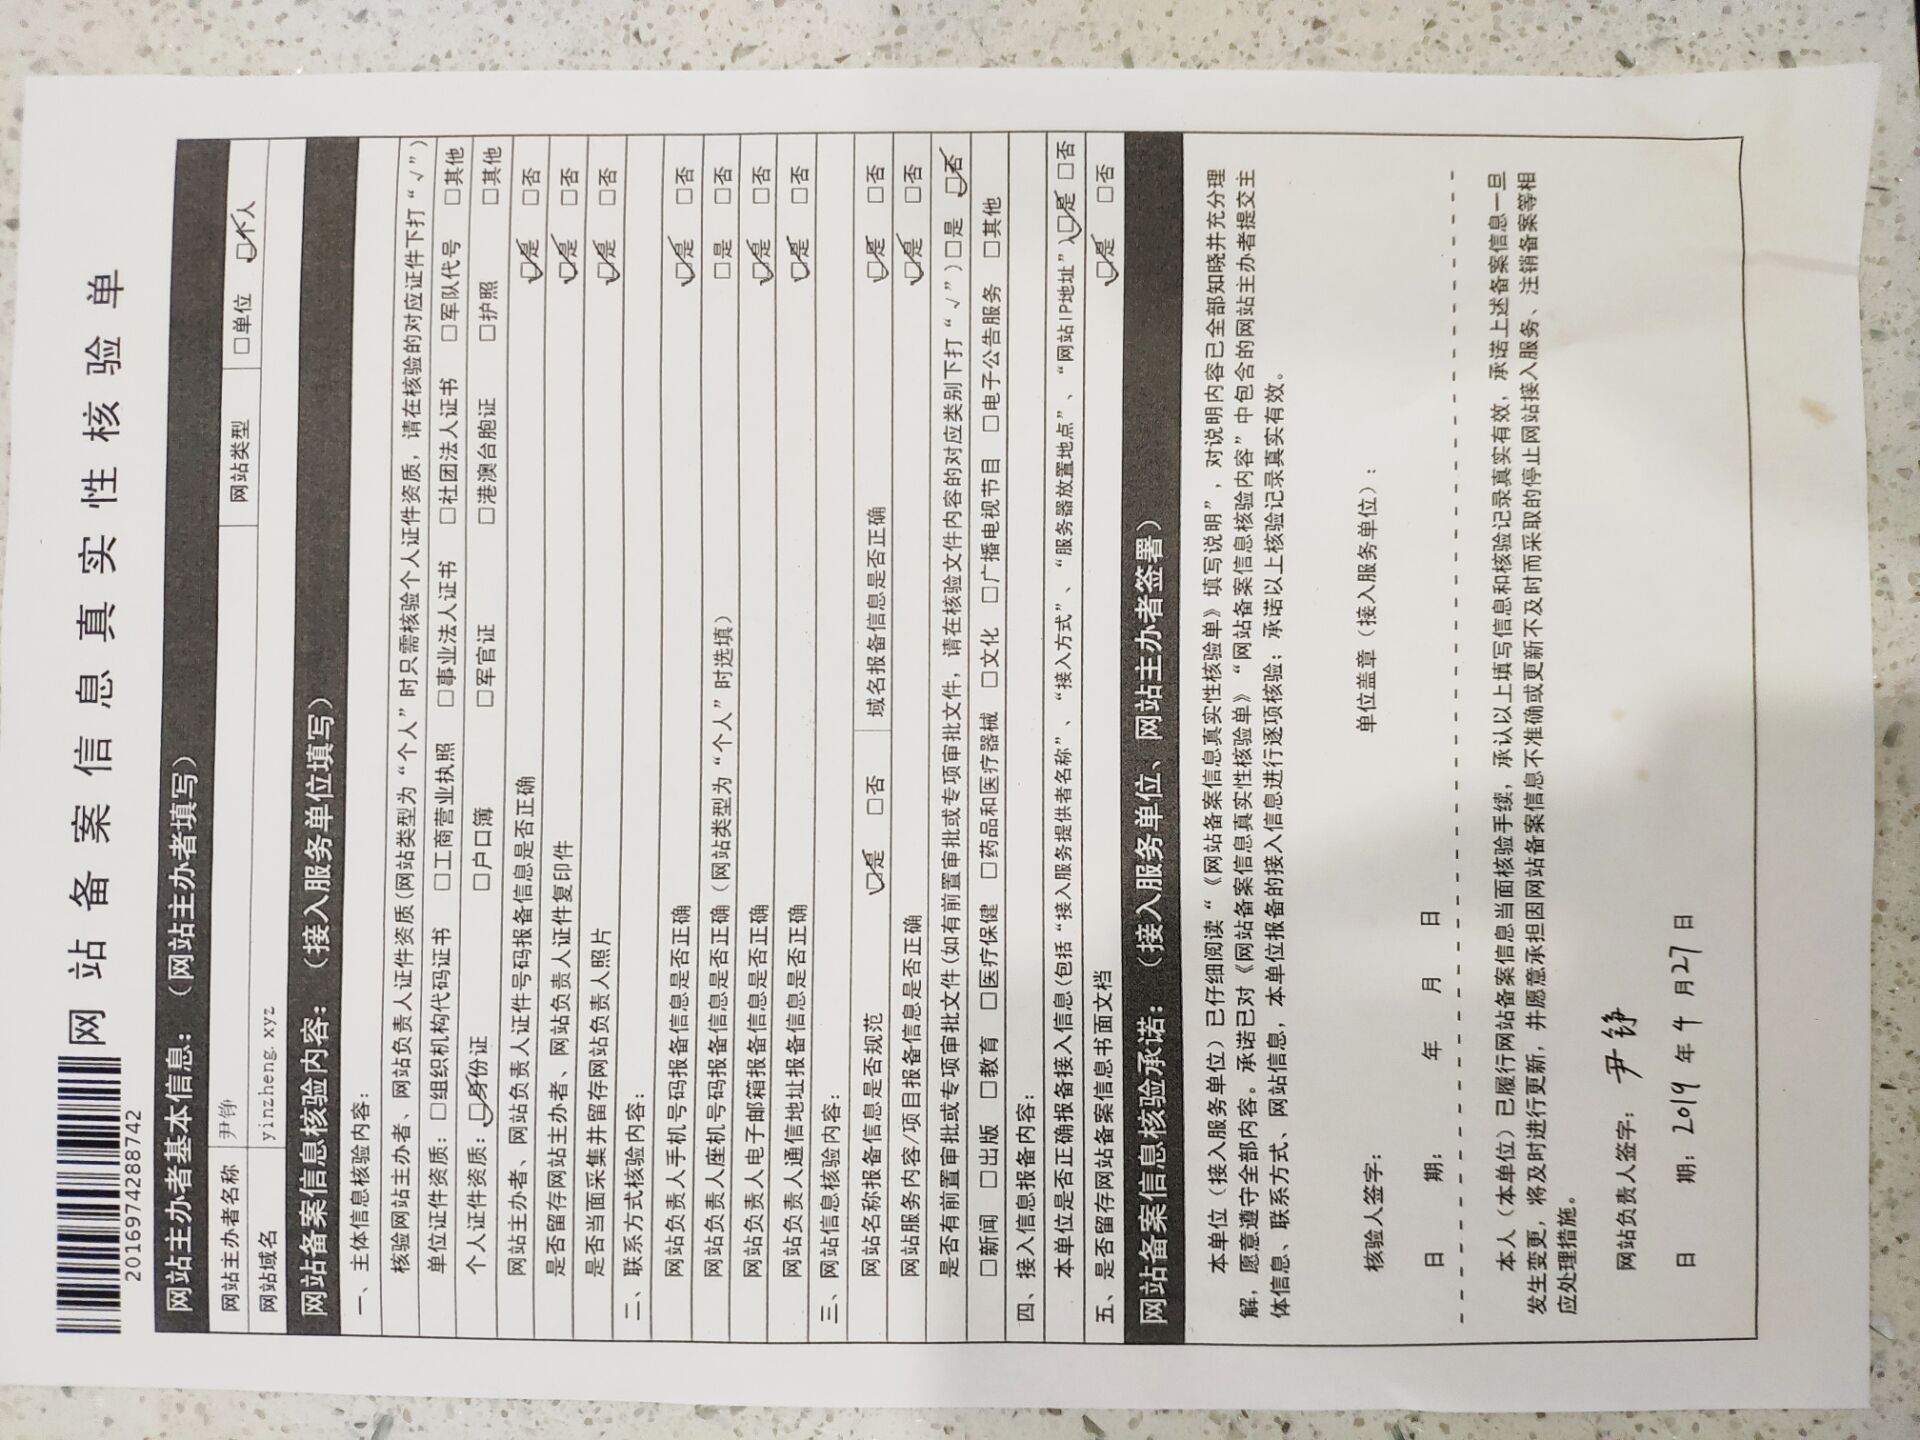 网站备案信息真实性核验单
2016974288742
网站主办者基本信息：（网站主办者填写）
网站主办者名称 尹铮 网站类型 □单位 ☑个人
网站域名 yinzheng.xyz
网站备案信息核验内容：（接入服务单位填写）
一、主体信息核验内容：
核验网站主办者、网站负责人证件资质(网站类型为“个人”时只需核验个人证件资质，请在核验的对应证件下打“√”)
单位证件资质：□组织机构代码证书 □工商营业执照 □事业法人证书 □社团法人证书 □军队代号 □其他
个人证件资质：☑身份证 □户口簿 □军官证 □港澳台胞证 □护照 □其他
网站主办者、网站负责人证件号码报备信息是否正确 ☑是 □否
是否留存网站主办者、网站负责人证件复印件 ☑是 □否
是否当面采集并留存网站负责人照片 ☑是 □否
二、联系方式核验内容：
网站负责人手机号码报备信息是否正确 ☑是 □否
网站负责人座机号码报备信息是否正确（网站类型为“个人”时选填） □是 □否
网站负责人电子邮箱报备信息是否正确 ☑是 □否
网站负责人通信地址报备信息是否正确 ☑是 □否
三、网站信息核验内容：
网站名称报备信息是否规范 ☑是 □否 域名报备信息是否正确 ☑是 □否
网站服务内容/项目报备信息是否正确 ☑是 □否
是否有前置审批或专项审批文件(如有前置审批或专项审批文件，请在核验文件内容的对应类别下打“√”) □是 ☑否
□新闻 □出版 □教育 □医疗保健 □药品和医疗器械 □文化 □广播电视节目 □电子公告服务 □其他
四、接入信息报备内容：
本单位是否正确报备接入信息(包括“接入服务提供者名称”、“接入方式”、“服务器放置地点”、“网站IP地址”) ☑是 □否
五、是否留存网站备案信息书面文档 ☑是 □否
网站备案信息核验承诺：（接入服务单位、网站主办者签署）
本单位（接入服务单位）已仔细阅读“《网站备案信息真实性核验单》填写说明”，对说明内容已全部知晓并充分理
解，愿意遵守全部内容。承诺已对《网站备案信息真实性核验单》“网站备案信息核验内容”中包含的网站主办者提交主
体信息、联系方式、网站信息，本单位报备的接入信息进行逐项核验；承诺以上核验记录真实有效。
核验人签字： 单位盖章（接入服务单位）：
日 期： 年 月 日
本人（本单位）已履行网站备案信息当面核验手续，承认以上填写信息和核验记录真实有效，承诺上述备案信息一旦
发生变更，将及时进行更新，并愿意承担因网站备案信息不准确或更新不及时而采取的停止网站接入服务、注销备案等相
应处理措施。
网站负责人签字：尹铮
日 期：2019 年 4 月 27 日